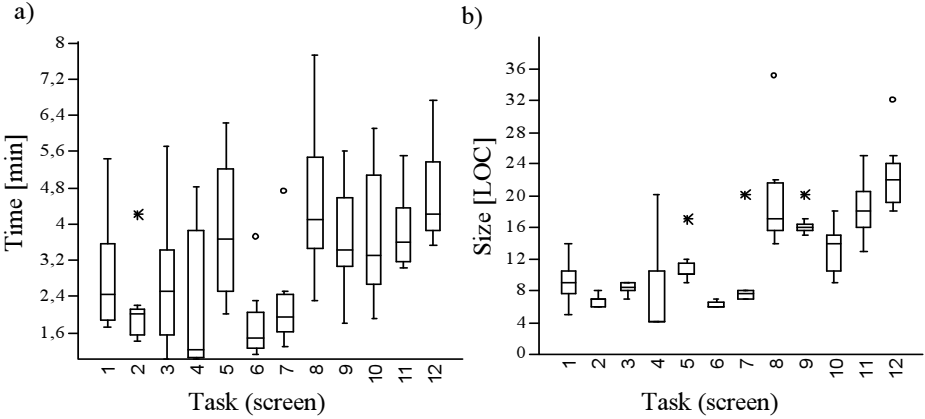 a)
Time [min]
8
7,2
6,4
5,6
4,8
4
3,2
2,4
1,6
1 2 3 4 5 6 7 8 9 10 11 12
Task (screen)
b)
Size [LOC]
36
32
28
24
20
16
12
8
4
0
1 2 3 4 5 6 7 8 9 10 11 12
Task (screen)